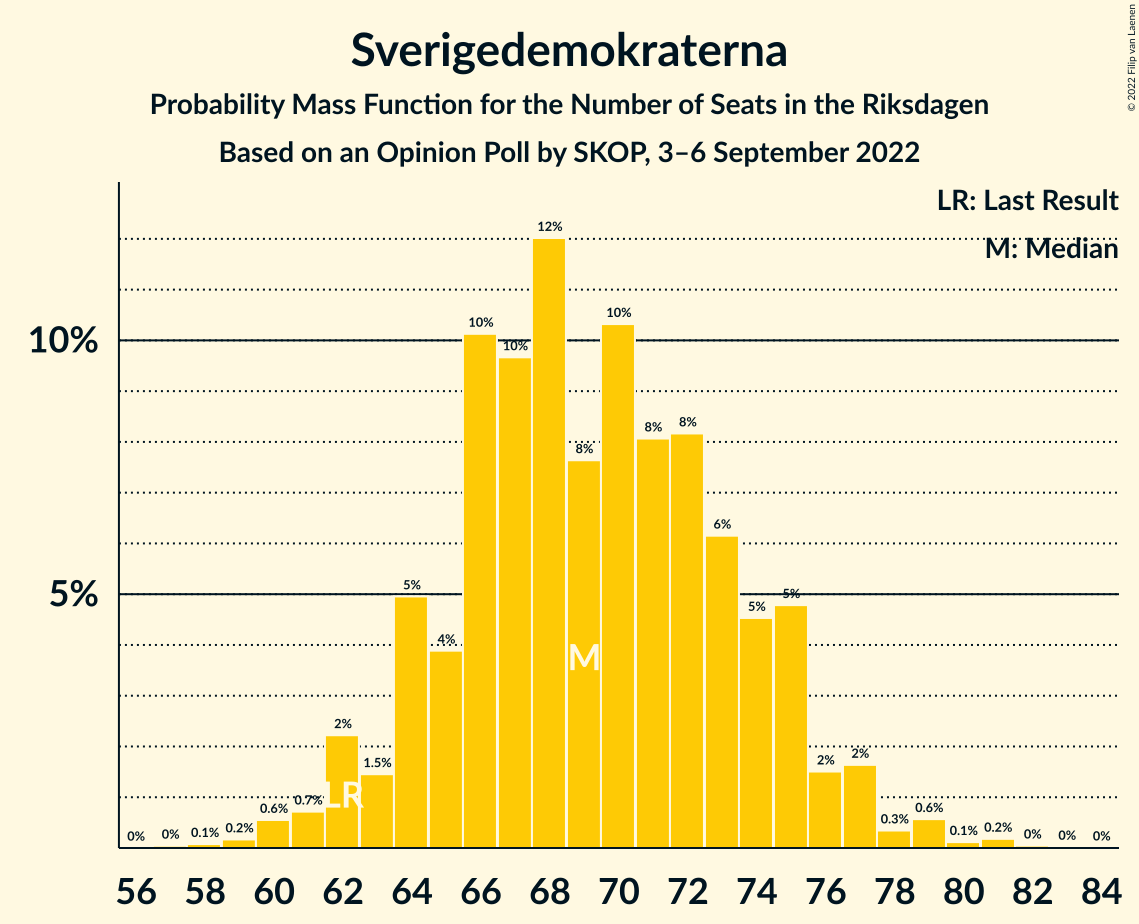 Sverigedemokraterna
Probability Mass Function for the Number of Seats in the Riksdagen
Based on an Opinion Poll by SKOP, 3–6 September 2022
© 2022 Filip van Laenen
LR: Last Result
M: Median
10%
5%
0% 0% 0.1% 0.2% 0.6% 0.7% 2% 1.5% 5% 4% 10% 10% 12% 8% 10% 8% 8% 6% 5% 5% 2% 2% 0.3% 0.6% 0.1% 0.2% 0% 0% 0%
LR
M
56 58 60 62 64 66 68 70 72 74 76 78 80 82 84